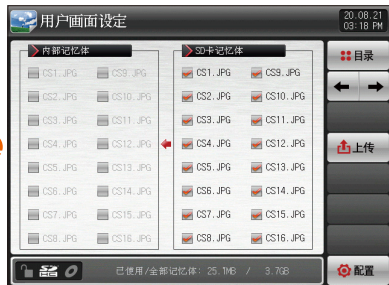 用户画面设定
20.08.21
03:18 PM
内部记忆体
SD卡记忆体
CS1.JPG CS9.JPG CS1.JPG CS9.JPG
CS2.JPG CS10.JPG CS2.JPG CS10.JPG
CS3.JPG CS11.JPG CS3.JPG CS11.JPG
CS4.JPG CS12.JPG CS4.JPG CS12.JPG
CS5.JPG CS13.JPG CS5.JPG CS13.JPG
CS6.JPG CS14.JPG CS6.JPG CS14.JPG
CS7.JPG CS15.JPG CS7.JPG CS15.JPG
CS8.JPG CS16.JPG CS8.JPG CS16.JPG
目录
上传
已使用/全部记忆体: 25.1MB / 3.7GB
配置